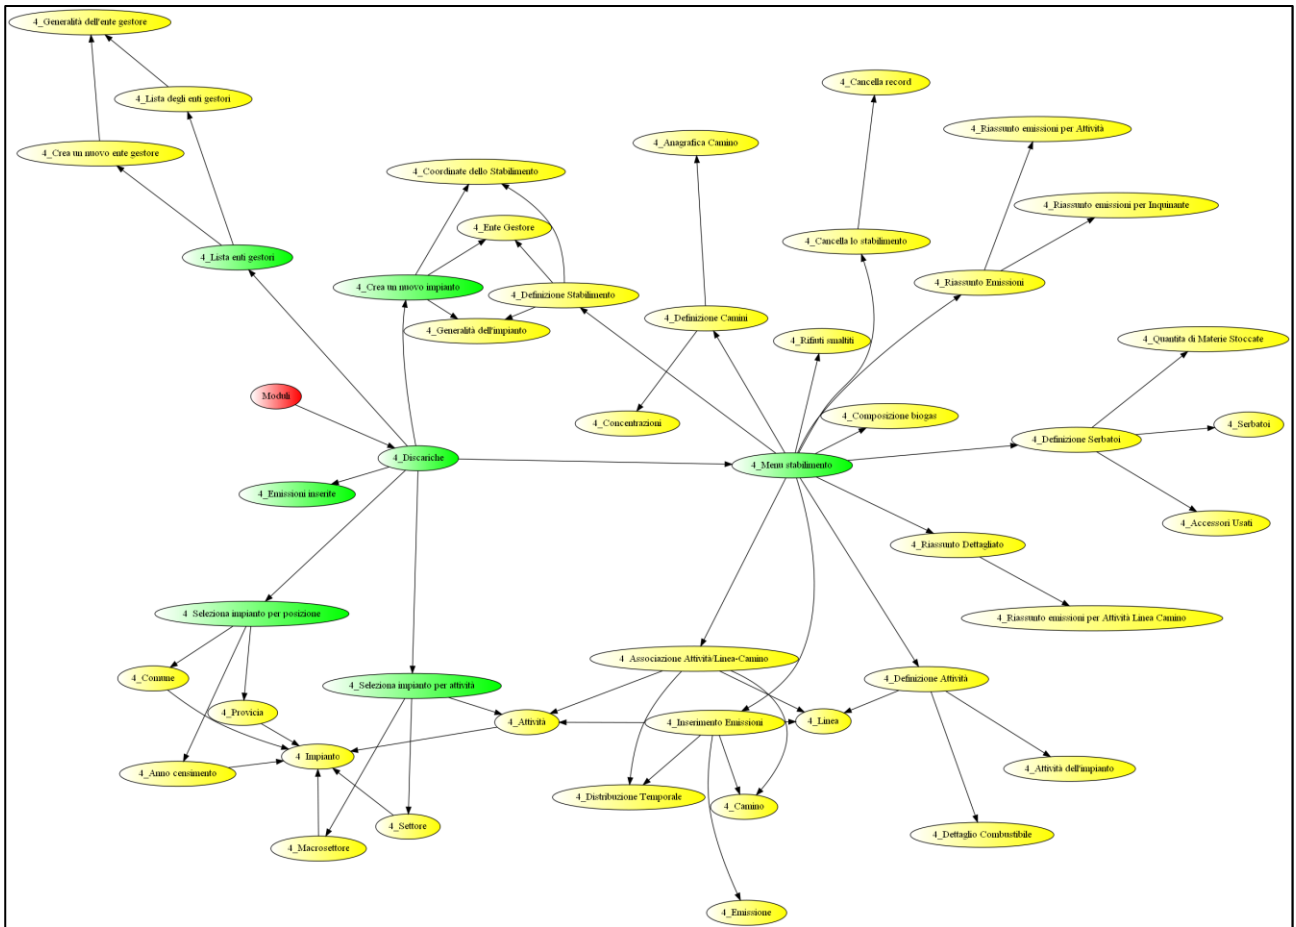 4_Generalità dell'ente gestore
4_Cancella record
4_Lista degli enti gestori
4_Riassunto emissioni per Attività
4_Anagrafica Camino
4_Crea un nuovo ente gestore
4_Coordinate dello Stabilimento
4_Riassunto emissioni per Inquinante
4_Ente Gestore
4_Cancella lo stabilimento
4_Lista enti gestori
4_Riassunto Emissioni
4_Crea un nuovo impianto
4_Definizione Stabilimento
4_Definizione Camini
4_Generalità dell'impianto
4_Rifiuti smaltiti
4_Quantita di Materie Stoccate
Moduli
4_Composizione biogas
4_Concentrazioni
4_Serbatoi
4_Definizione Serbatoi
4_Discariche
4_Menu stabilimento
4_Emissioni inserite
4_Accessori Usati
4_Riassunto Dettagliato
4_Seleziona impianto per posizione
4_Riassunto emissioni per Attività Linea Camino
4_Associazione Attività/Linea-Camino
4_Comune
4_Definizione Attività
4_Seleziona impianto per attività
4_Provicia
4_Attività
4_Inserimento Emissioni
4_Linea
4_Impianto
4_Attività dell'impianto
4_Anno censimento
4_Distribuzione Temporale
4_Camino
4_Settore
4_Dettaglio Combustibile
4_Macrosettore
4_Emissione